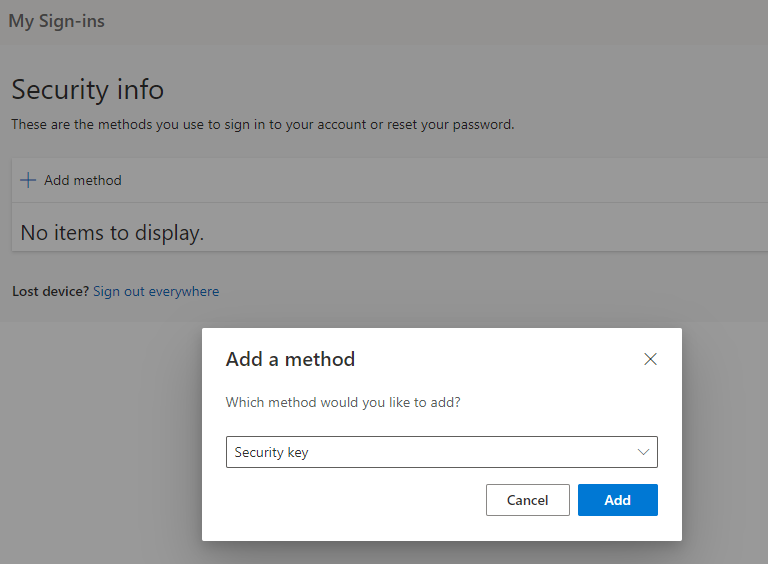 My Sign-ins
Security info
These are the methods you use to sign in to your account or reset your password.
Add method
No items to display.
Lost device? Sign out everywhere
Add a method
Which method would you like to add?
Security key
Cancel
Add